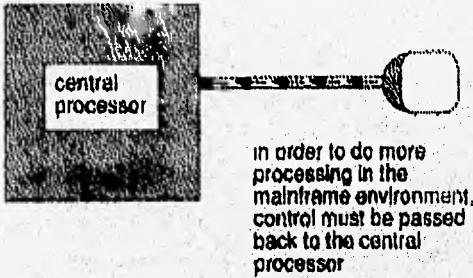 central
processor
in order to do more
processing in the
mainframe environment,
control must be passed
back to the central
processor